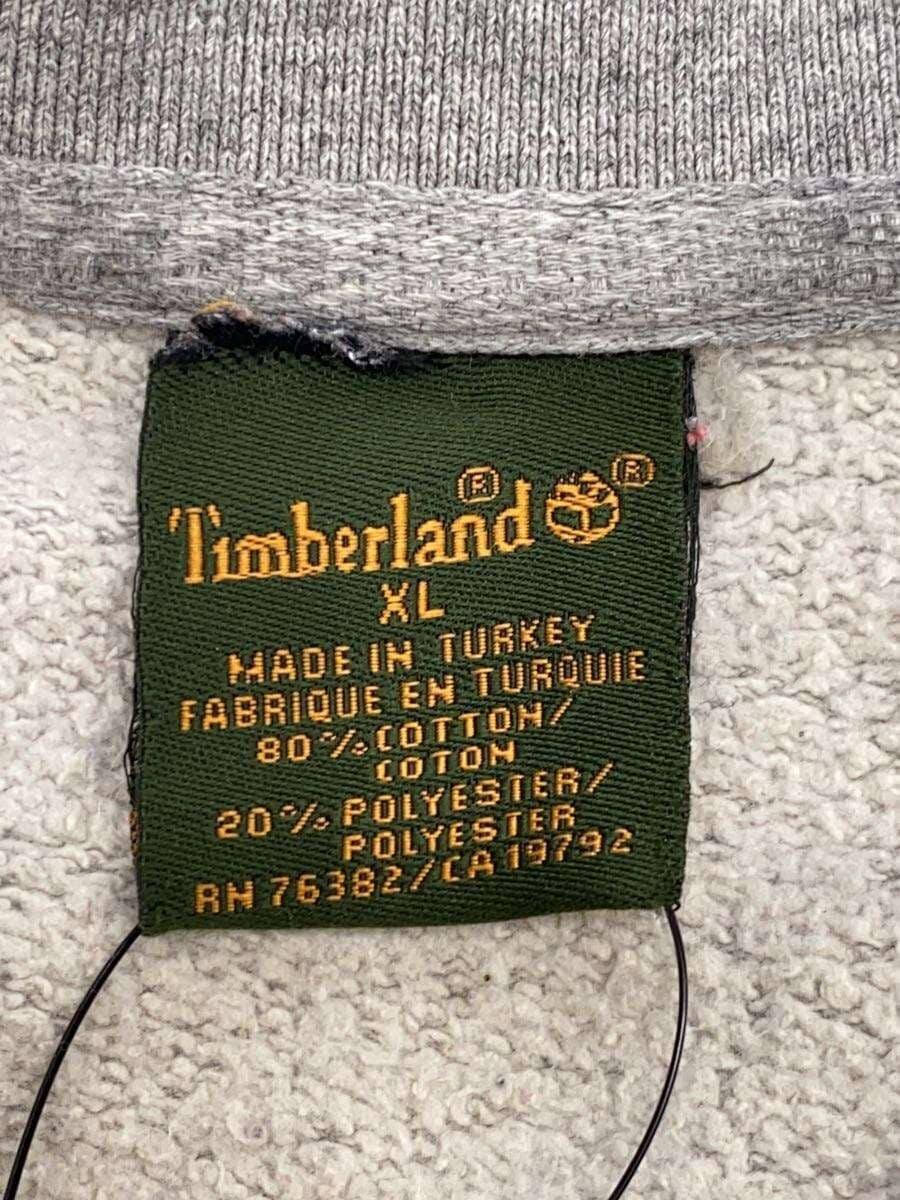 Timberland® ®
XL
MADE IN TURKEY
FABRIQUE EN TURQUIE
80% COTTON/
COTON
20% POLYESTER/
POLYESTER
RN 76382/CA 19792